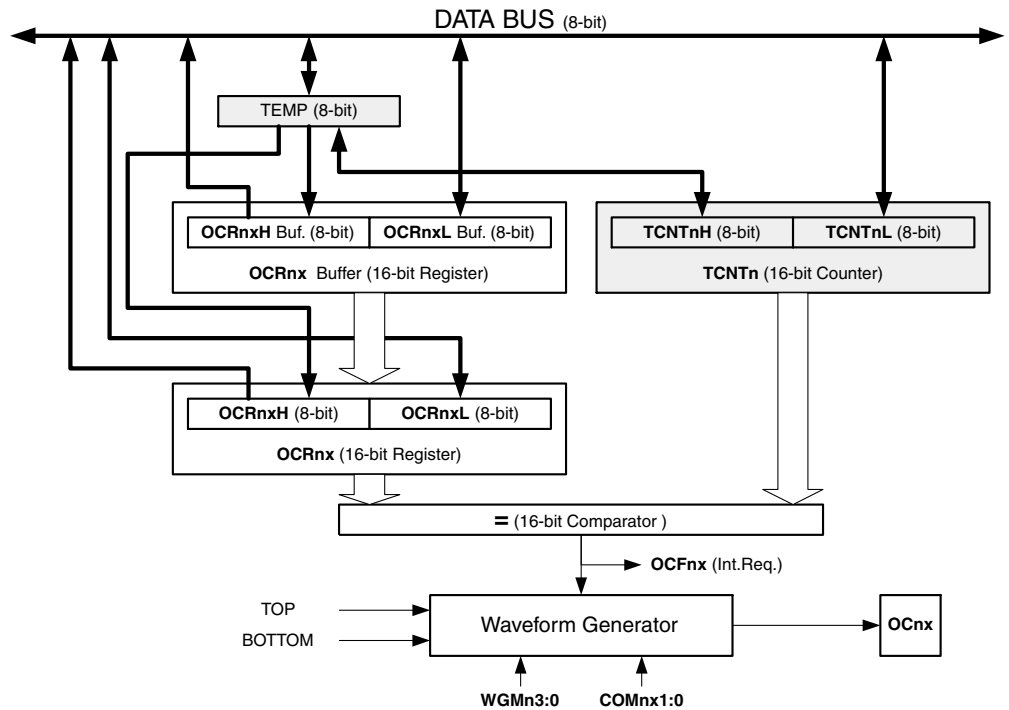 DATA BUS (8-bit)
TEMP (8-bit)
OCRnxH Buf. (8-bit)
OCRnxL Buf. (8-bit)
TCNTnH (8-bit)
TCNTnL (8-bit)
OCRnx Buffer (16-bit Register)
TCNTn (16-bit Counter)
OCRnxH (8-bit)
OCRnxL (8-bit)
OCRnx (16-bit Register)
= (16-bit Comparator )
OCFnx (Int.Req.)
TOP
BOTTOM
Waveform Generator
OCnx
WGMn3:0
COMnx1:0